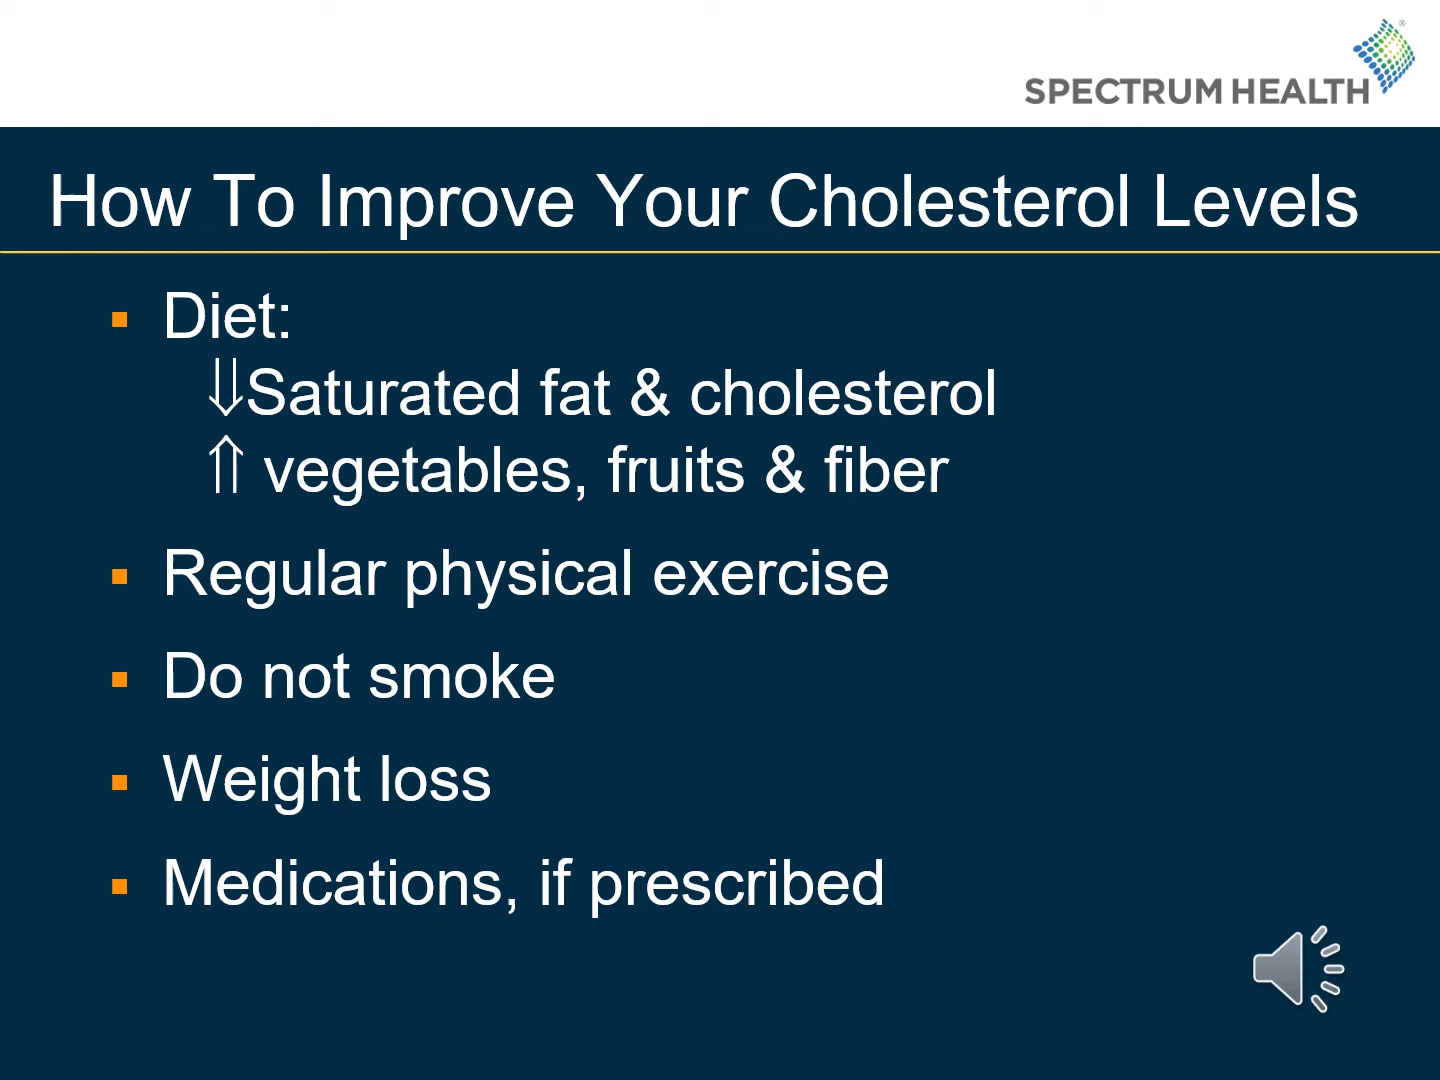 SPECTRUM HEALTH®
How To Improve Your Cholesterol Levels
▪ Diet:
⇓Saturated fat & cholesterol
⇑ vegetables, fruits & fiber
▪ Regular physical exercise
▪ Do not smoke
▪ Weight loss
▪ Medications, if prescribed